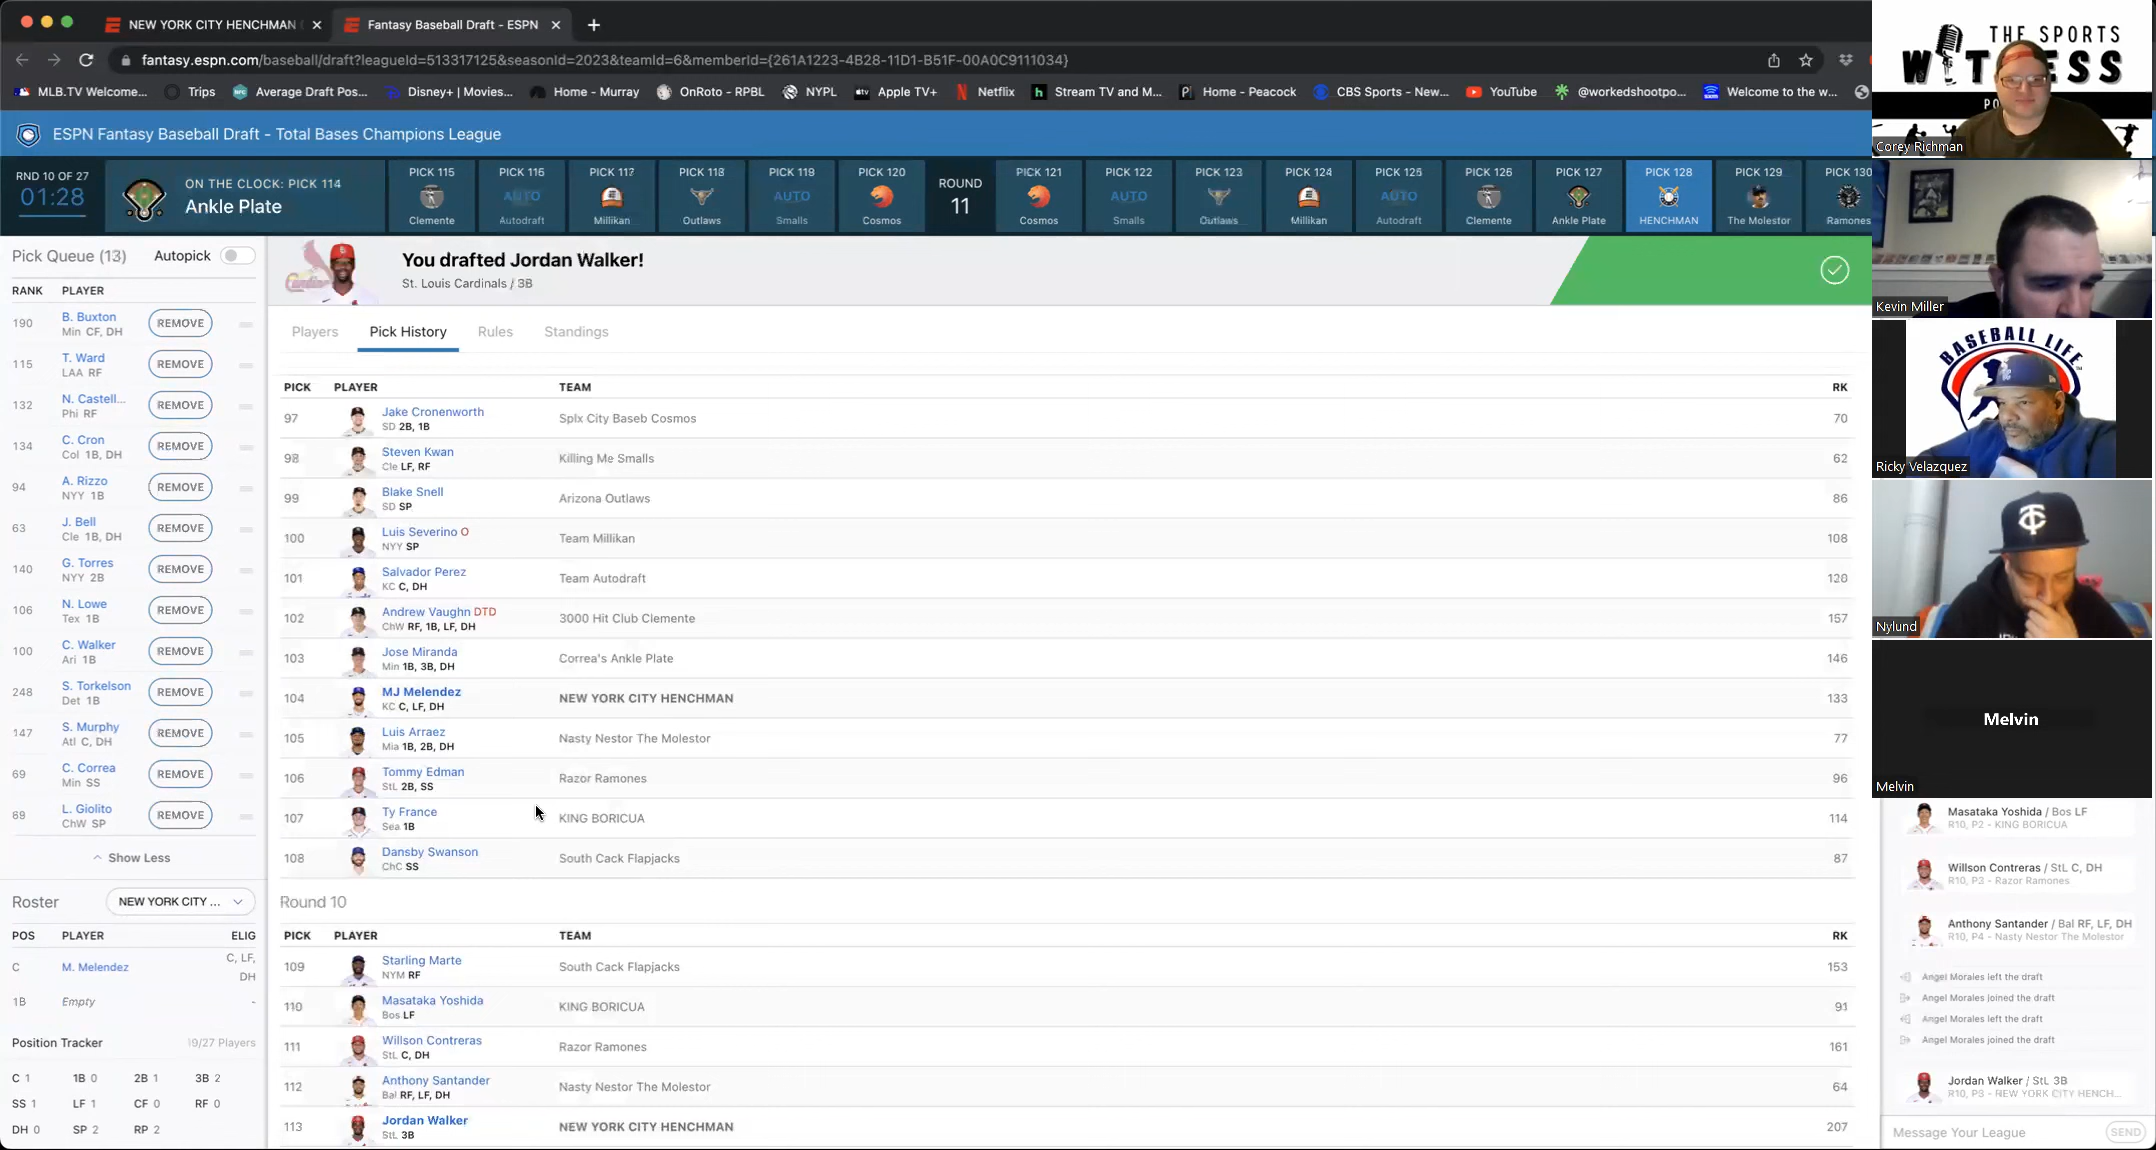 NEW YORK CITY HENCHMAN (
Fantasy Baseball Draft - ESPN
fantasy.espn.com/baseball/draft?leagueId=513317125&seasonId=2023&teamId=6&memberId={261A1223-4B28-11D1-B51F-00A0C9111034}
MLB.TV Welcome... Trips Average Draft Pos... Disney+ | Movies... Home - Murray OnRoto - RPBL NYPL Apple TV+ Netflix Stream TV and M... Home - Peacock CBS Sports - New... YouTube @workedshootpo... Welcome to the w...
ESPN Fantasy Baseball Draft - Total Bases Champions League
RND 10 OF 27
01:28
ON THE CLOCK: PICK 114
Ankle Plate
PICK 115
Clemente
PICK 116
AUTO
Autodraft
PICK 117
Millikan
PICK 118
Outlaws
PICK 119
AUTO
Smalls
PICK 120
Cosmos
ROUND
11
PICK 121
Cosmos
PICK 122
AUTO
Smalls
PICK 123
Outlaws
PICK 124
Millikan
PICK 125
AUTO
Autodraft
PICK 126
Clemente
PICK 127
Ankle Plate
PICK 128
HENCHMAN
PICK 129
The Molestor
PICK 130
Ramones
Pick Queue (13) Autopick
RANK PLAYER
190 B. Buxton REMOVE
Min CF, DH
115 T. Ward REMOVE
LAA RF
132 N. Castell... REMOVE
Phi RF
134 C. Cron REMOVE
Col 1B, DH
94 A. Rizzo REMOVE
NYY 1B
63 J. Bell REMOVE
Cle 1B, DH
140 G. Torres REMOVE
NYY 2B
106 N. Lowe REMOVE
Tex 1B
100 C. Walker REMOVE
Ari 1B
248 S. Torkelson REMOVE
Det 1B
147 S. Murphy REMOVE
Atl C, DH
69 C. Correa REMOVE
Min SS
89 L. Giolito REMOVE
ChW SP
Show Less
Roster NEW YORK CITY ...
POS PLAYER ELIG
C M. Melendez C, LF, DH
1B Empty -
Position Tracker 9/27 Players
C 1 1B 0 2B 1 3B 2
SS 1 LF 1 CF 0 RF 0
DH 0 SP 2 RP 2
You drafted Jordan Walker!
St. Louis Cardinals / 3B
Players Pick History Rules Standings
PICK PLAYER TEAM RK
97 Jake Cronenworth Splx City Baseb Cosmos 70
SD 2B, 1B
98 Steven Kwan Killing Me Smalls 62
Cle LF, RF
99 Blake Snell Arizona Outlaws 86
SD SP
100 Luis Severino O Team Millikan 108
NYY SP
101 Salvador Perez Team Autodraft 120
KC C, DH
102 Andrew Vaughn DTD 3000 Hit Club Clemente 157
ChW RF, 1B, LF, DH
103 Jose Miranda Correa's Ankle Plate 146
Min 1B, 3B, DH
104 MJ Melendez NEW YORK CITY HENCHMAN 133
KC C, LF, DH
105 Luis Arraez Nasty Nestor The Molestor 77
Mia 1B, 2B, DH
106 Tommy Edman Razor Ramones 96
StL 2B, SS
107 Ty France KING BORICUA 114
Sea 1B
108 Dansby Swanson South Cack Flapjacks 87
ChC SS
Round 10
PICK PLAYER TEAM RK
109 Starling Marte South Cack Flapjacks 153
NYM RF
110 Masataka Yoshida KING BORICUA 91
Bos LF
111 Willson Contreras Razor Ramones 161
StL C, DH
112 Anthony Santander Nasty Nestor The Molestor 64
Bal RF, LF, DH
113 Jordan Walker NEW YORK CITY HENCHMAN 207
StL 3B
THE SPORTS
WITNESS
Corey Richman
Kevin Miller
BASEBALL LIFE
Ricky Velazquez
TC
Nylund
Melvin
Melvin
Masataka Yoshida / Bos LF
R10, P2 - KING BORICUA
Willson Contreras / StL C, DH
R10, P3 - Razor Ramones
Anthony Santander / Bal RF, LF, DH
R10, P4 - Nasty Nestor The Molestor
Angel Morales left the draft
Angel Morales joined the draft
Angel Morales left the draft
Angel Morales joined the draft
Jordan Walker / StL 3B
NEW YORK CITY HENCH...
Message Your League SEND